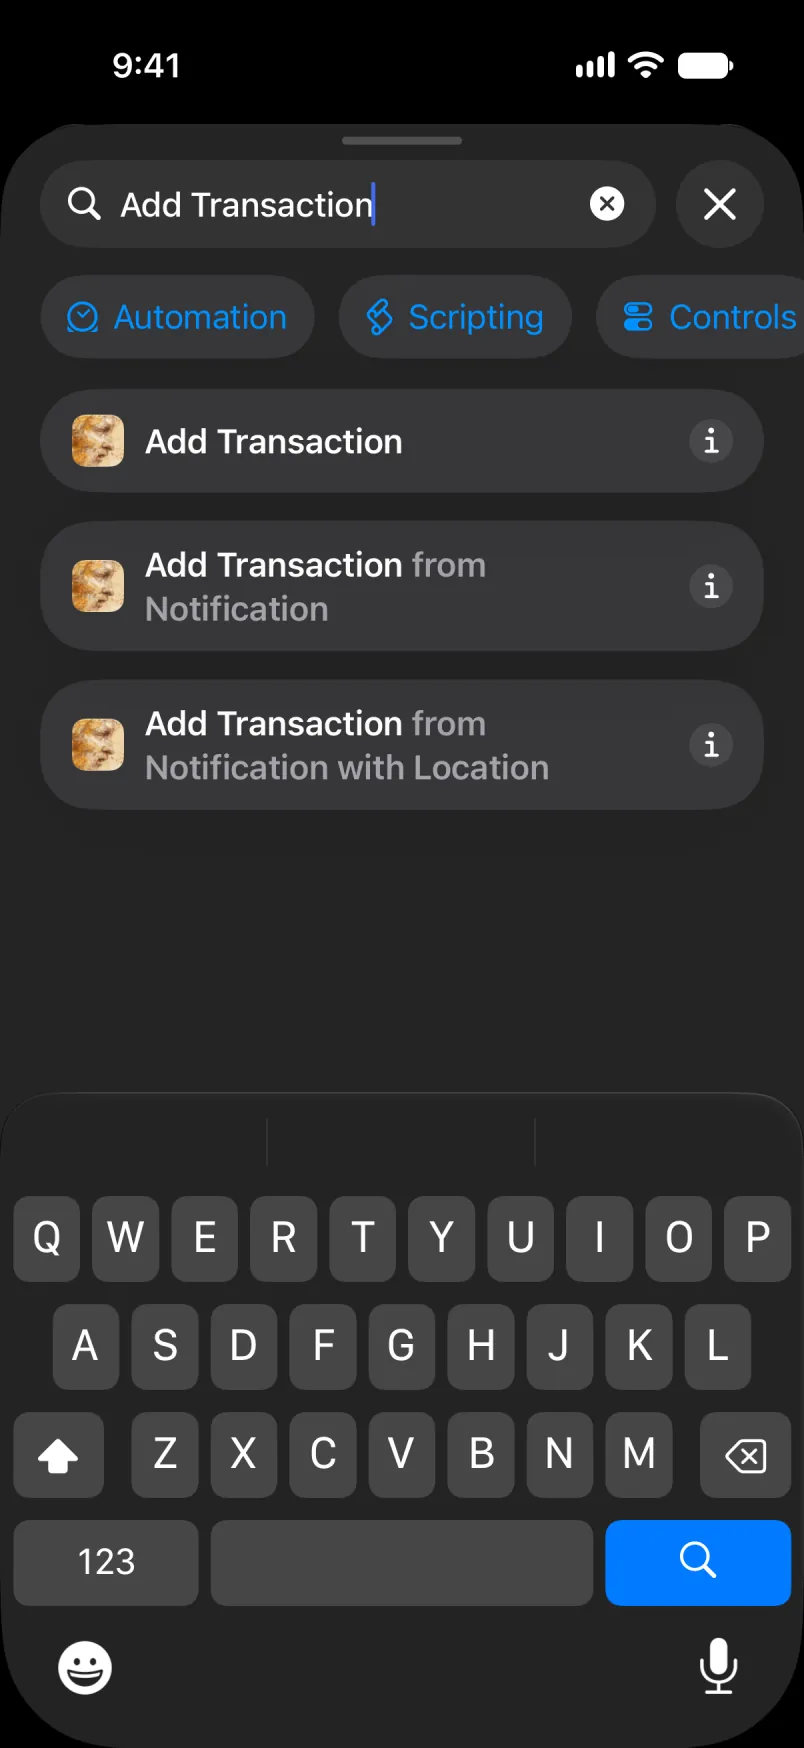 9:41
Add Transaction
Automation
Scripting
Controls
Add Transaction
Add Transaction from
Notification
Add Transaction from
Notification with Location
Q W E R T Y U I O P
A S D F G H J K L
Z X C V B N M
123